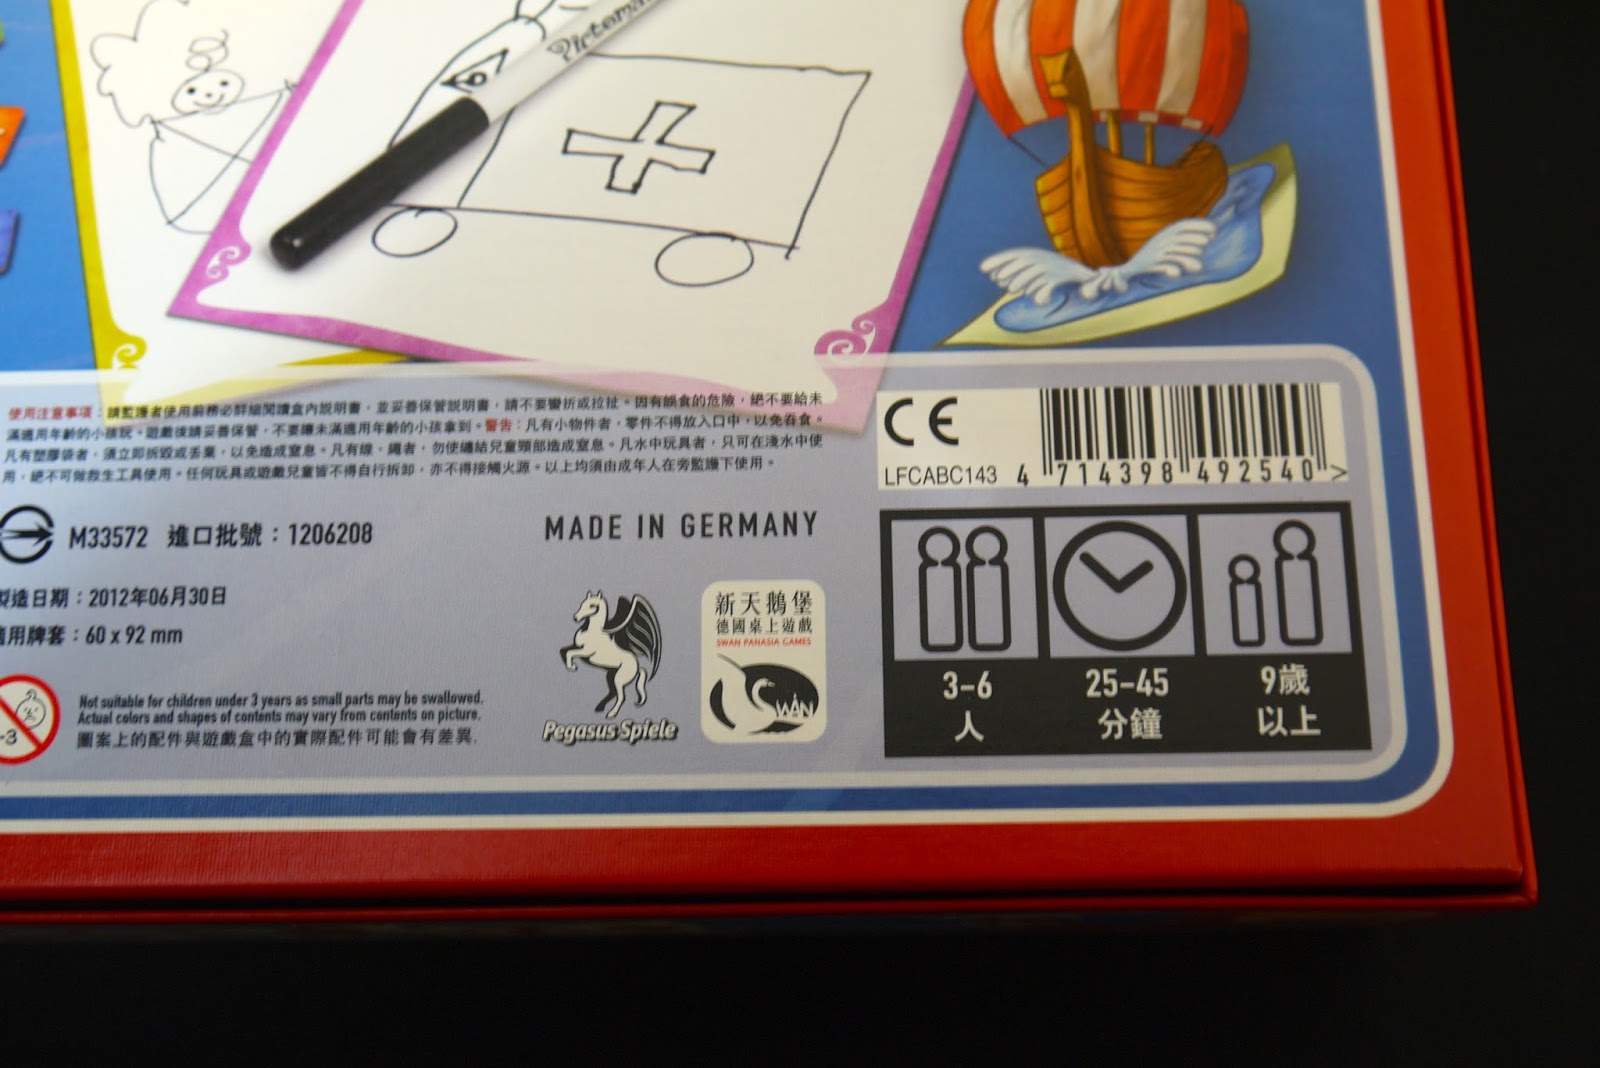 使用注意事項：請監護者使用前務必詳細閱讀盒內說明書，並妥善保管說明書，請不要彎折或拉扯。因有誤食的危險，絕不要給未
滿適用年齡的小孩玩。遊戲後請妥善保管，不要讓未滿適用年齡的小孩拿到。警告：凡有小物件者，零件不得放入口中，以免吞食。
凡有塑膠袋者，須立即拆毀或丟棄，以免造成窒息。凡有線、繩者，勿使纏結兒童頸部造成窒息。凡水中玩具者，只可在淺水中使
用，絕不可做救生工具使用。任何玩具或遊戲兒童皆不得自行拆卸，亦不得接觸火源。以上均須由成年人在旁監護下使用。
CE
LFCABC143 4 714398 492540 >
M33572 進口批號：1206208
MADE IN GERMANY
製造日期：2012年06月30日
適用牌套：60 x 92 mm
新天鵝堡
德國桌上遊戲
SWAN PANASIA GAMES
SWAN
Pegasus Spiele
-3
Not suitable for children under 3 years as small parts may be swallowed.
Actual colors and shapes of contents may vary from contents on picture.
圖案上的配件與遊戲盒中的實際配件可能會有差異.
3-6
人
25-45
分鐘
9歲
以上